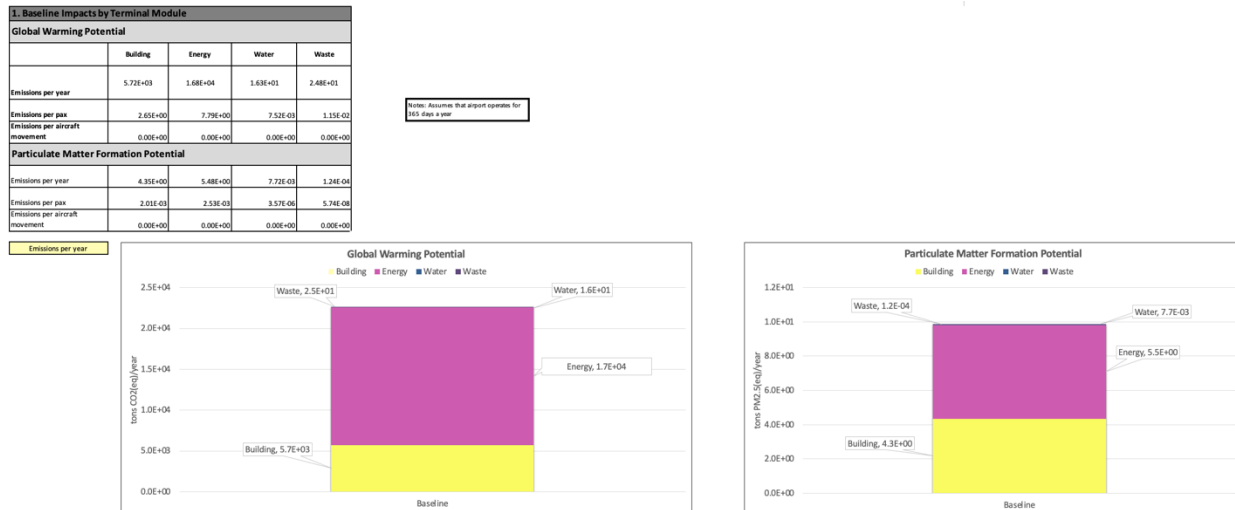 1. Baseline Impacts by Terminal Module
Global Warming Potential
Building Energy Water Waste
Emissions per year 5.72E+03 1.68E+04 1.63E+01 2.48E+01
Emissions per pax 2.65E+00 7.79E+00 7.52E-03 1.15E-02
Emissions per aircraft
movement 0.00E+00 0.00E+00 0.00E+00 0.00E+00
Particulate Matter Formation Potential
Emissions per year 4.35E+00 5.48E+00 7.72E-03 1.24E-04
Emissions per pax 2.01E-03 2.53E-03 3.57E-06 5.74E-08
Emissions per aircraft
movement 0.00E+00 0.00E+00 0.00E+00 0.00E+00
Notes: Assumes that airport operates for
365 days a year
Emissions per year
Global Warming Potential
Building Energy Water Waste
tons CO2(eq)/year
2.5E+04
2.0E+04
1.5E+04
1.0E+04
5.0E+03
0.0E+00
Waste, 2.5E+01
Water, 1.6E+01
Energy, 1.7E+04
Building, 5.7E+03
Baseline
Particulate Matter Formation Potential
Building Energy Water Waste
tons PM2.5(eq)/year
1.2E+01
1.0E+01
8.0E+00
6.0E+00
4.0E+00
2.0E+00
0.0E+00
Waste, 1.2E-04
Water, 7.7E-03
Energy, 5.5E+00
Building, 4.3E+00
Baseline